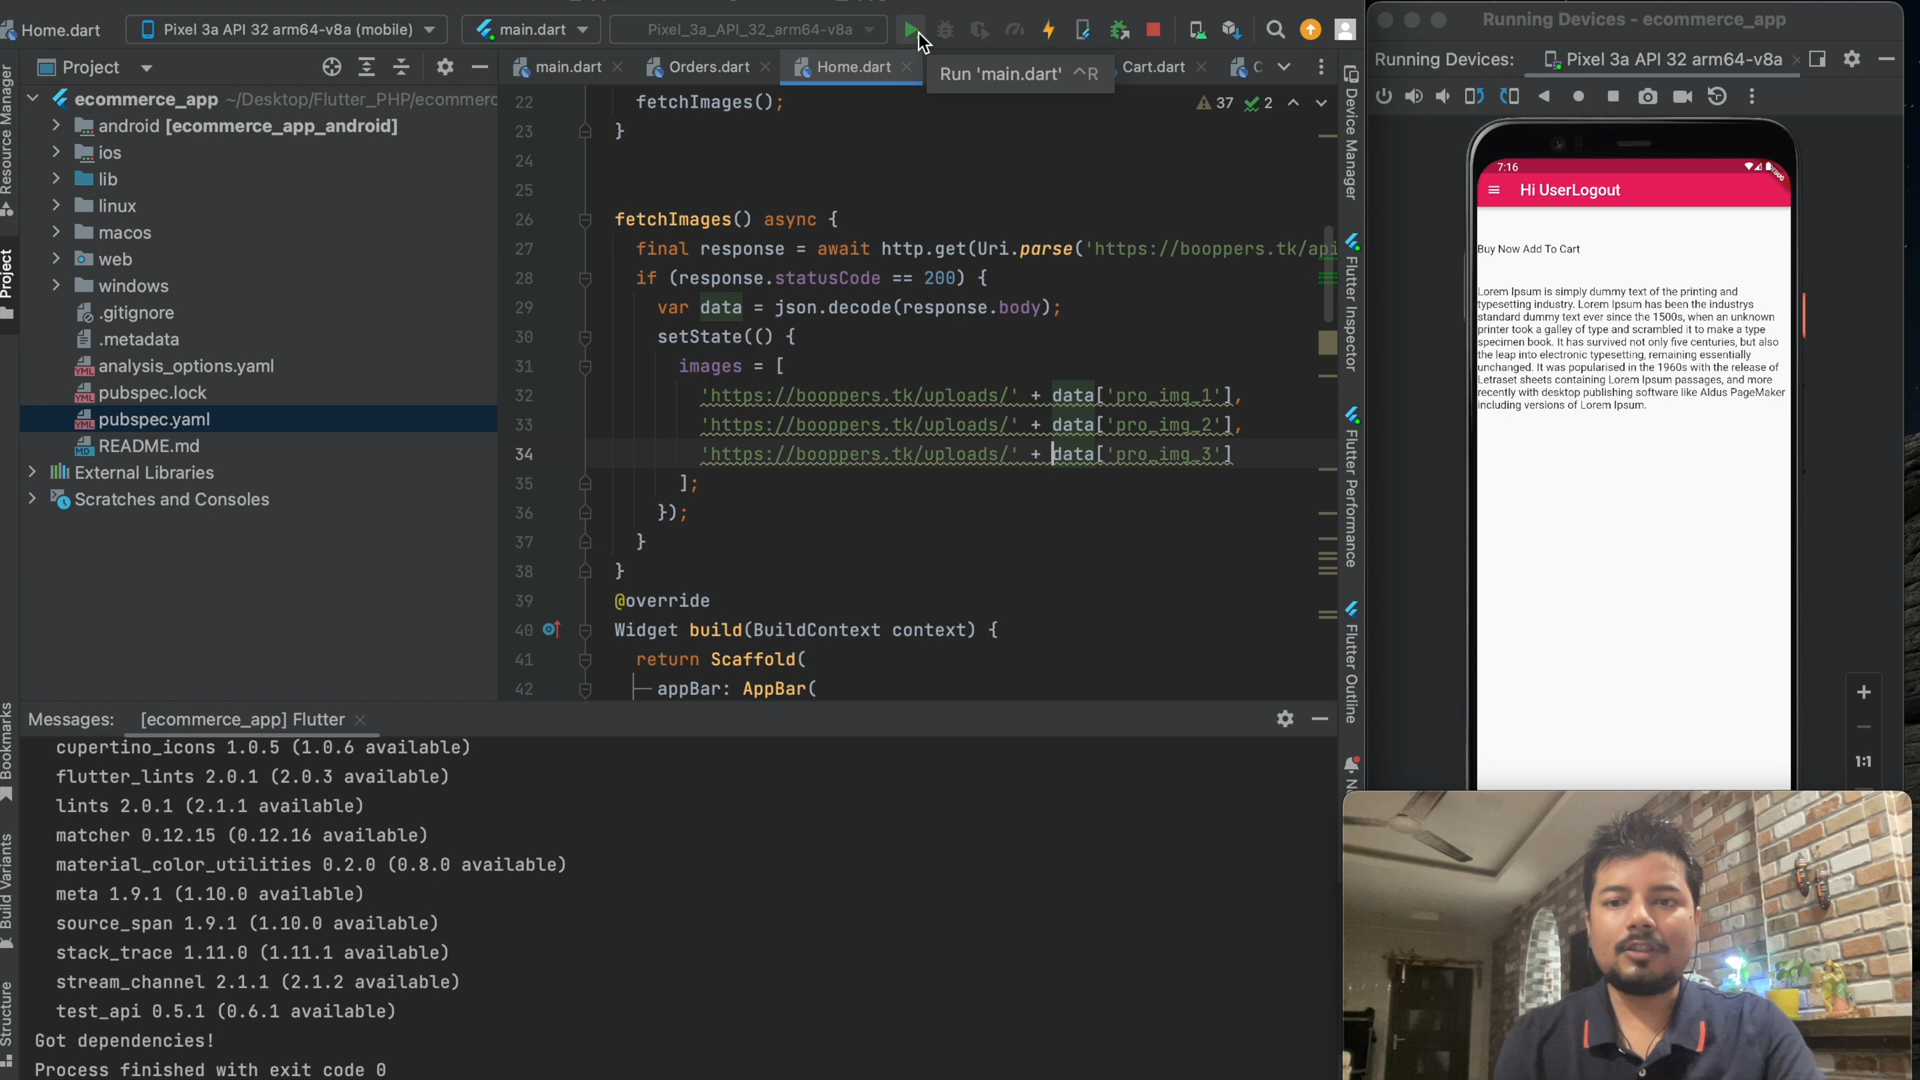 Home.dart
Pixel 3a API 32 arm64-v8a (mobile)
main.dart
Pixel_3a_API_32_arm64-v8a
Running Devices - ecommerce_app
Project
main.dart
Orders.dart
Home.dart
Run 'main.dart' ^R
Cart.dart
C
Running Devices:
Pixel 3a API 32 arm64-v8a
ecommerce_app ~/Desktop/Flutter_PHP/ecommerc
android [ecommerce_app_android]
ios
lib
linux
macos
web
windows
.gitignore
.metadata
analysis_options.yaml
pubspec.lock
pubspec.yaml
README.md
External Libraries
Scratches and Consoles
Resource Manager
Project
Bookmarks
Build Variants
Structure
37
2
22 fetchImages();
23 }
24
25
26 fetchImages() async {
27 final response = await http.get(Uri.parse('https://booppers.tk/api
28 if (response.statusCode == 200) {
29 var data = json.decode(response.body);
30 setState(() {
31 images = [
32 'https://booppers.tk/uploads/' + data['pro_img_1'],
33 'https://booppers.tk/uploads/' + data['pro_img_2'],
34 'https://booppers.tk/uploads/' + data['pro_img_3']
35 ];
36 });
37 }
38 }
39 @override
40 Widget build(BuildContext context) {
41 return Scaffold(
42 appBar: AppBar(
Device Manager
Flutter Inspector
Flutter Performance
Flutter Outline
7:16
Hi UserLogout
Buy Now Add To Cart
Lorem Ipsum is simply dummy text of the printing and
typesetting industry. Lorem Ipsum has been the industrys
standard dummy text ever since the 1500s, when an unknown
printer took a galley of type and scrambled it to make a type
specimen book. It has survived not only five centuries, but also
the leap into electronic typesetting, remaining essentially
unchanged. It was popularised in the 1960s with the release of
Letraset sheets containing Lorem Ipsum passages, and more
recently with desktop publishing software like Aldus PageMaker
including versions of Lorem Ipsum.
1:1
Messages:
[ecommerce_app] Flutter
cupertino_icons 1.0.5 (1.0.6 available)
flutter_lints 2.0.1 (2.0.3 available)
lints 2.0.1 (2.1.1 available)
matcher 0.12.15 (0.12.16 available)
material_color_utilities 0.2.0 (0.8.0 available)
meta 1.9.1 (1.10.0 available)
source_span 1.9.1 (1.10.0 available)
stack_trace 1.11.0 (1.11.1 available)
stream_channel 2.1.1 (2.1.2 available)
test_api 0.5.1 (0.6.1 available)
Got dependencies!
Process finished with exit code 0